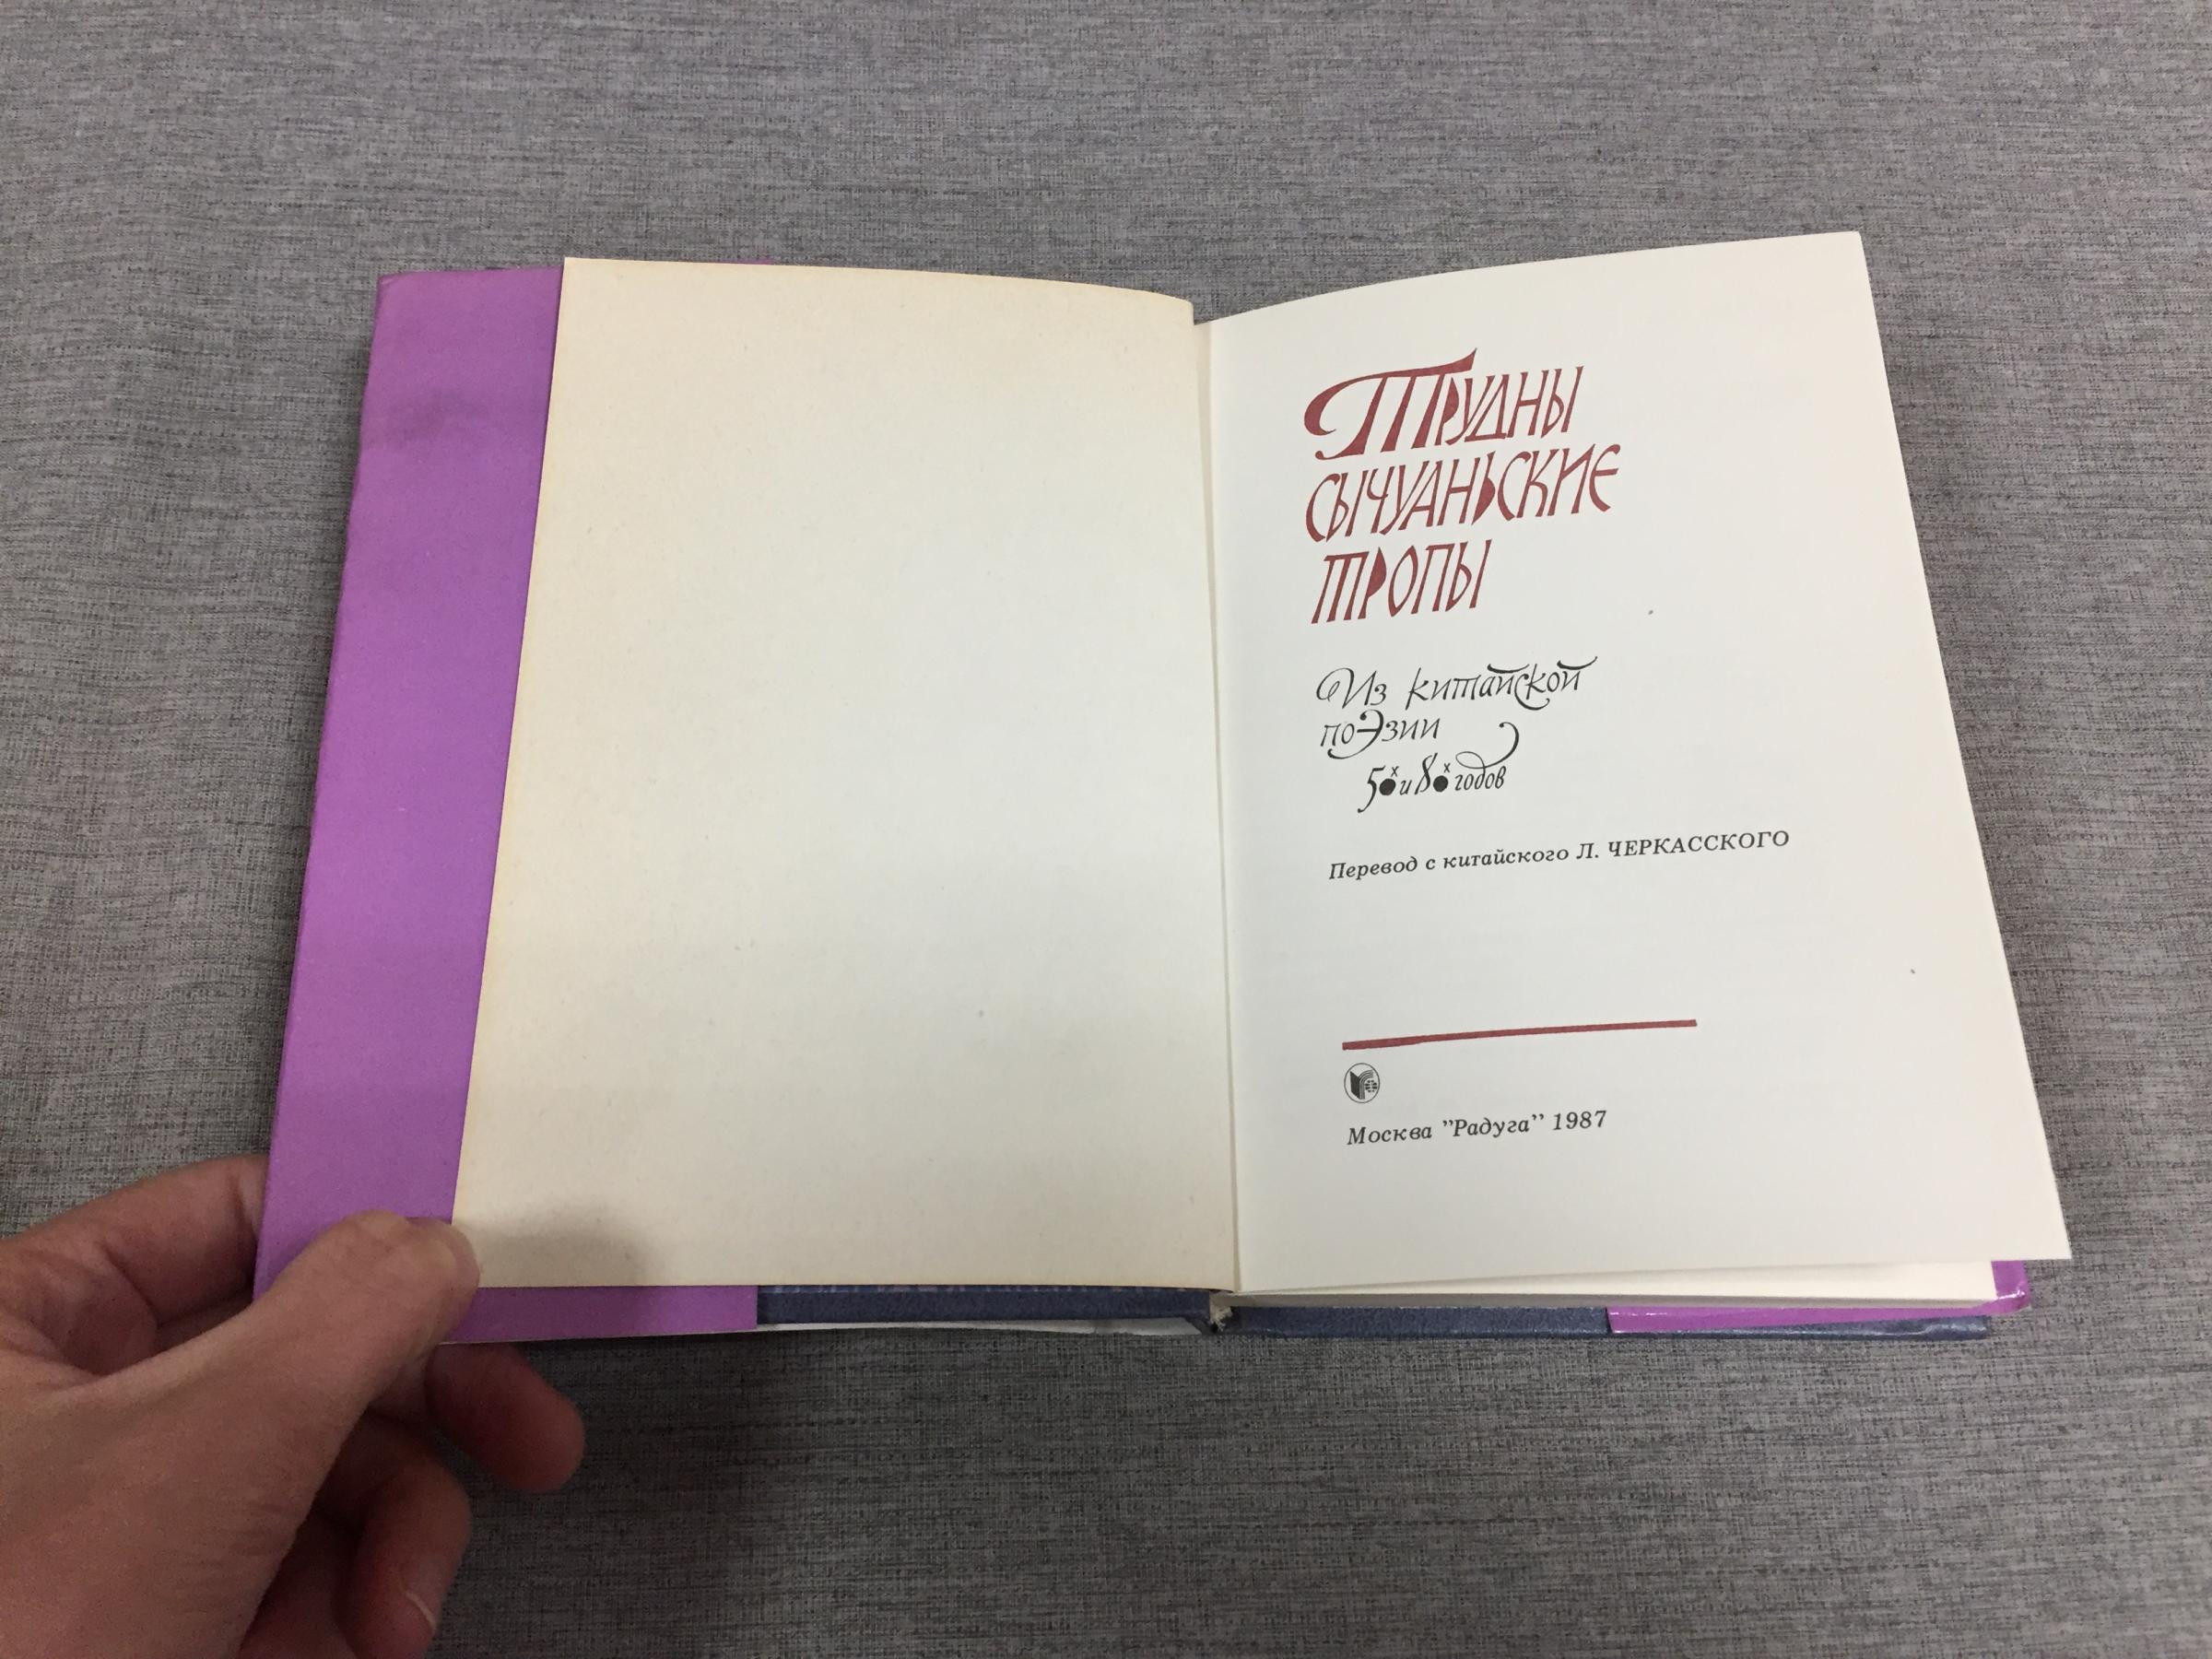 Трудны
сычуаньские
тропы
Из китайской
поэзии
50х и 80х годов
Перевод с китайского Л. ЧЕРКАССКОГО
Москва "Радуга" 1987